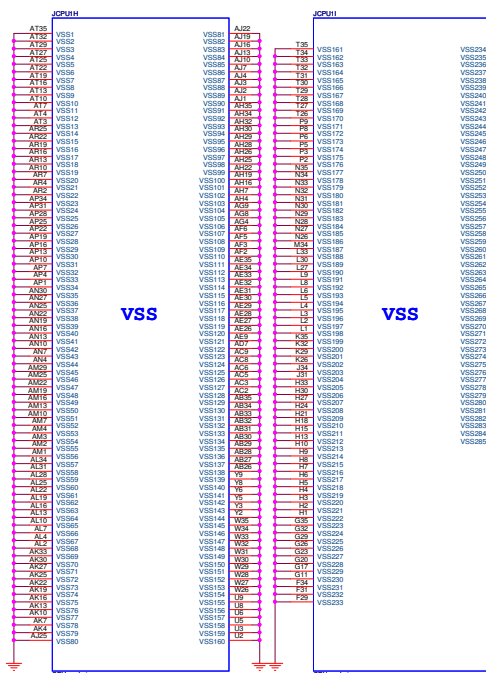 JCPU1H
AT35 VSS1
AT32 VSS2
AT29 VSS3
AT27 VSS4
AT25 VSS5
AT22 VSS6
AT19 VSS7
AT16 VSS8
AT13 VSS9
AT10 VSS10
AT7 VSS11
AT4 VSS12
AT3 VSS13
AR25 VSS14
AR22 VSS15
AR19 VSS16
AR16 VSS17
AR13 VSS18
AR10 VSS19
AR7 VSS20
AR4 VSS21
AR2 VSS22
AP34 VSS23
AP31 VSS24
AP28 VSS25
AP25 VSS26
AP22 VSS27
AP19 VSS28
AP16 VSS29
AP13 VSS30
AP10 VSS31
AP7 VSS32
AP4 VSS33
AP1 VSS34
AN30 VSS35
AN27 VSS36
AN25 VSS37
AN22 VSS38
AN19 VSS39
AN16 VSS40
AN13 VSS41
AN10 VSS42
AN7 VSS43
AN4 VSS44
AM29 VSS45
AM25 VSS46
AM22 VSS47
AM19 VSS48
AM16 VSS49
AM13 VSS50
AM10 VSS51
AM7 VSS52
AM4 VSS53
AM3 VSS54
AM2 VSS55
AM1 VSS56
AL34 VSS57
AL31 VSS58
AL28 VSS59
AL25 VSS60
AL22 VSS61
AL19 VSS62
AL16 VSS63
AL13 VSS64
AL10 VSS65
AL7 VSS66
AL4 VSS67
AL2 VSS68
AK33 VSS69
AK30 VSS70
AK27 VSS71
AK25 VSS72
AK22 VSS73
AK19 VSS74
AK16 VSS75
AK13 VSS76
AK10 VSS77
AK7 VSS78
AK4 VSS79
AJ25 VSS80
VSS
VSS81 AJ22
VSS82 AJ19
VSS83 AJ16
VSS84 AJ13
VSS85 AJ10
VSS86 AJ7
VSS87 AJ4
VSS88 AJ3
VSS89 AJ2
VSS90 AJ1
VSS91 AH35
VSS92 AH34
VSS93 AH32
VSS94 AH30
VSS95 AH29
VSS96 AH28
VSS97 AH26
VSS98 AH25
VSS99 AH22
VSS100 AH19
VSS101 AH16
VSS102 AH7
VSS103 AH4
VSS104 AG9
VSS105 AG8
VSS106 AG4
VSS107 AF6
VSS108 AF5
VSS109 AF3
VSS110 AF2
VSS111 AE35
VSS112 AE34
VSS113 AE33
VSS114 AE32
VSS115 AE31
VSS116 AE30
VSS117 AE29
VSS118 AE28
VSS119 AE27
VSS120 AE26
VSS121 AE9
VSS122 AD7
VSS123 AC9
VSS124 AC8
VSS125 AC6
VSS126 AC5
VSS127 AC3
VSS128 AC2
VSS129 AB35
VSS130 AB34
VSS131 AB33
VSS132 AB32
VSS133 AB31
VSS134 AB30
VSS135 AB29
VSS136 AB28
VSS137 AB27
VSS138 AB26
VSS139 Y9
VSS140 Y8
VSS141 Y6
VSS142 Y5
VSS143 Y3
VSS144 Y2
VSS145 W35
VSS146 W34
VSS147 W33
VSS148 W32
VSS149 W31
VSS150 W30
VSS151 W29
VSS152 W28
VSS153 W27
VSS154 W26
VSS155 U9
VSS156 U8
VSS157 U6
VSS158 U5
VSS159 U3
VSS160 U2
JCPU1I
T35 VSS161
T34 VSS162
T33 VSS163
T32 VSS164
T31 VSS165
T30 VSS166
T29 VSS167
T28 VSS168
T27 VSS169
T26 VSS170
P9 VSS171
P8 VSS172
P6 VSS173
P5 VSS174
P3 VSS175
P2 VSS176
N35 VSS177
N34 VSS178
N33 VSS179
N32 VSS180
N31 VSS181
N30 VSS182
N29 VSS183
N28 VSS184
N27 VSS185
N26 VSS186
M34 VSS187
L33 VSS188
L30 VSS189
L27 VSS190
L9 VSS191
L8 VSS192
L6 VSS193
L5 VSS194
L4 VSS195
L3 VSS196
L2 VSS197
L1 VSS198
K35 VSS199
K32 VSS200
K29 VSS201
K26 VSS202
J34 VSS203
J31 VSS204
H33 VSS205
H30 VSS206
H27 VSS207
H24 VSS208
H21 VSS209
H18 VSS210
H15 VSS211
H13 VSS212
H10 VSS213
H9 VSS214
H8 VSS215
H7 VSS216
H6 VSS217
H5 VSS218
H4 VSS219
H3 VSS220
H2 VSS221
H1 VSS222
G35 VSS223
G32 VSS224
G29 VSS225
G26 VSS226
G23 VSS227
G20 VSS228
G17 VSS229
G11 VSS230
F34 VSS231
F31 VSS232
F29 VSS233
VSS
VSS234
VSS235
VSS236
VSS237
VSS238
VSS239
VSS240
VSS241
VSS242
VSS243
VSS244
VSS245
VSS246
VSS247
VSS248
VSS249
VSS250
VSS251
VSS252
VSS253
VSS254
VSS255
VSS256
VSS257
VSS258
VSS259
VSS260
VSS261
VSS262
VSS263
VSS264
VSS265
VSS266
VSS267
VSS268
VSS269
VSS270
VSS271
VSS272
VSS273
VSS274
VSS275
VSS276
VSS277
VSS278
VSS279
VSS280
VSS281
VSS282
VSS283
VSS284
VSS285